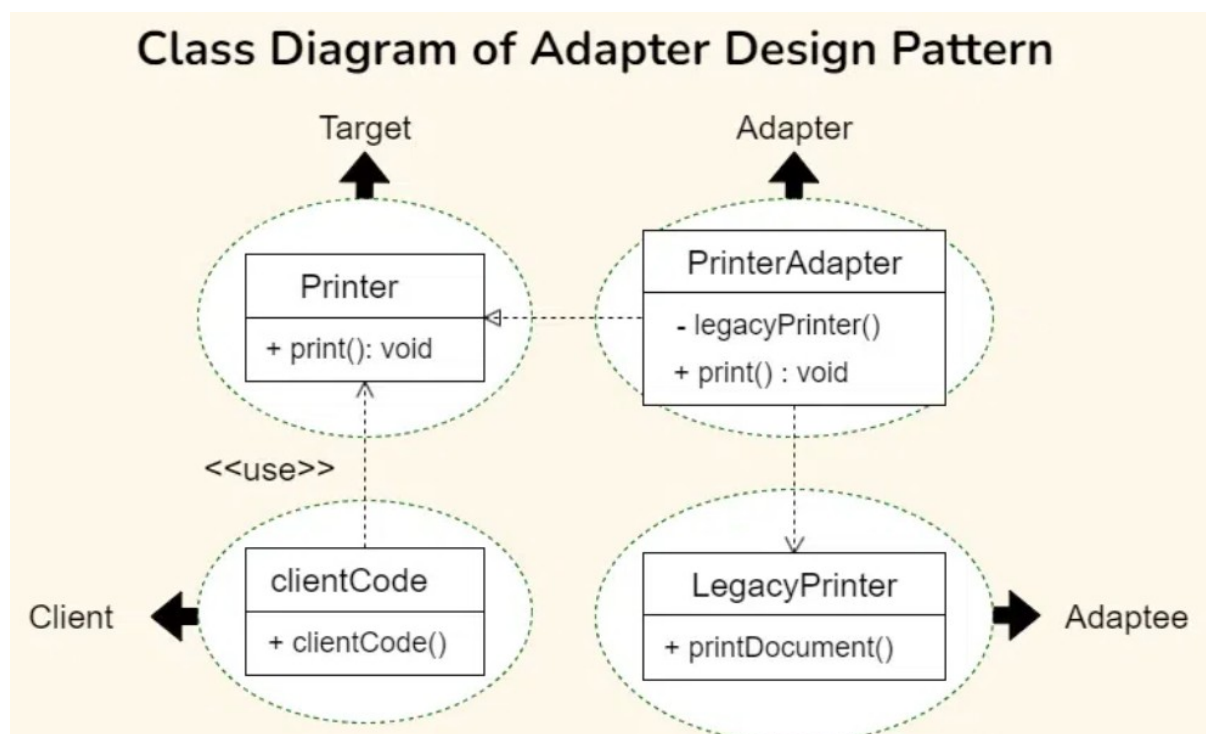 Class Diagram of Adapter Design Pattern
Target
Adapter
Printer
+ print(): void
PrinterAdapter
- legacyPrinter()
+ print() : void
<<use>>
Client
clientCode
+ clientCode()
LegacyPrinter
+ printDocument()
Adaptee